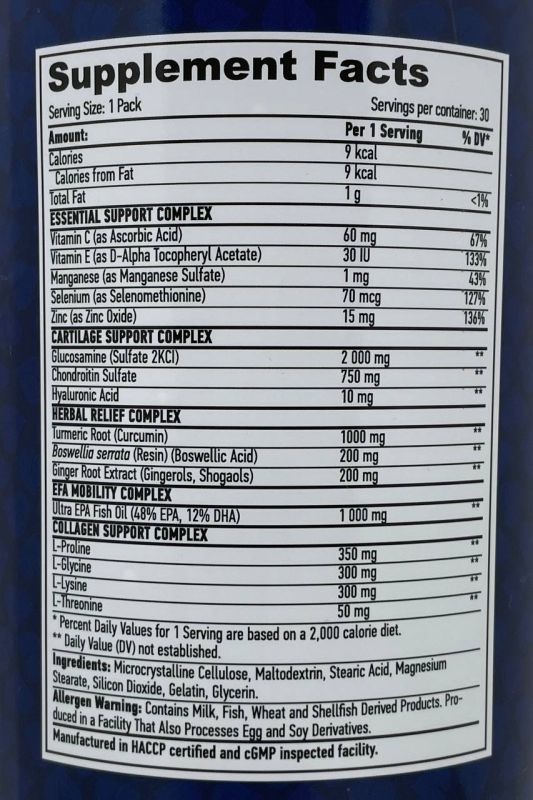 Supplement Facts
Serving Size: 1 Pack Servings per container: 30
Amount: Per 1 Serving % DV*
Calories 9 kcal
Calories from Fat 9 kcal
Total Fat 1 g <1%
ESSENTIAL SUPPORT COMPLEX
Vitamin C (as Ascorbic Acid) 60 mg 67%
Vitamin E (as D-Alpha Tocopheryl Acetate) 30 IU 133%
Manganese (as Manganese Sulfate) 1 mg 43%
Selenium (as Selenomethionine) 70 mcg 127%
Zinc (as Zinc Oxide) 15 mg 136%
CARTILAGE SUPPORT COMPLEX
Glucosamine (Sulfate 2KCl) 2 000 mg **
Chondroitin Sulfate 750 mg **
Hyaluronic Acid 10 mg **
HERBAL RELIEF COMPLEX
Turmeric Root (Curcumin) 1000 mg **
Boswellia serrata (Resin) (Boswellic Acid) 200 mg **
Ginger Root Extract (Gingerols, Shogaols) 200 mg **
EFA MOBILITY COMPLEX
Ultra EPA Fish Oil (48% EPA, 12% DHA) 1 000 mg **
COLLAGEN SUPPORT COMPLEX
L-Proline 350 mg **
L-Glycine 300 mg **
L-Lysine 300 mg **
L-Threonine 50 mg **
* Percent Daily Values for 1 Serving are based on a 2,000 calorie diet.
** Daily Value (DV) not established.
Ingredients: Microcrystalline Cellulose, Maltodextrin, Stearic Acid, Magnesium
Stearate, Silicon Dioxide, Gelatin, Glycerin.
Allergen Warning: Contains Milk, Fish, Wheat and Shellfish Derived Products. Pro-
duced in a Facility That Also Processes Egg and Soy Derivatives.
Manufactured in HACCP certified and cGMP inspected facility.